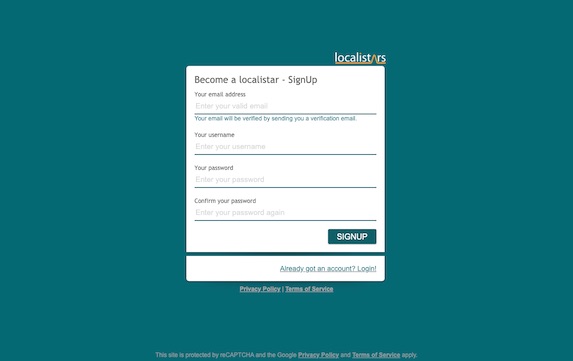 localistars
Become a localistar - SignUp
Your email address
Enter your valid email
Your email will be verified by sending you a verification email.
Your username
Enter your username
Your password
Enter your password
Confirm your password
Enter your password again
SIGNUP
Already got an account? Login!
Privacy Policy | Terms of Service
This site is protected by reCAPTCHA and the Google Privacy Policy and Terms of Service apply.